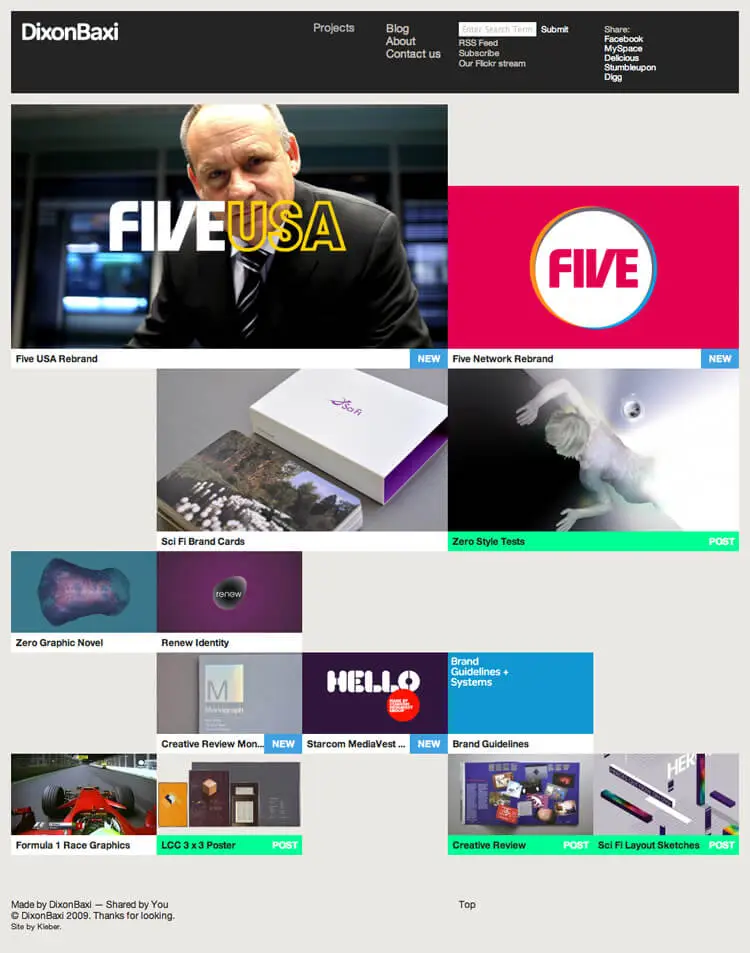 DixonBaxi
Projects
Blog
About
Contact us
Enter Search Term
Submit
RSS Feed
Subscribe
Our Flickr stream
Share:
Facebook
MySpace
Delicious
Stumbleupon
Digg
FIVEUSA
Five USA Rebrand
NEW
FIVE
Five Network Rebrand
NEW
Sci Fi
Sci Fi Brand Cards
Zero Style Tests
POST
Zero Graphic Novel
renew
Renew Identity
M
Monograph
Creative Review Mon...
NEW
HELLO
Starcom MediaVest ...
NEW
Brand
Guidelines +
Systems
Brand Guidelines
Formula 1 Race Graphics
LCC 3 x 3 Poster
POST
Creative Review
POST
HER
Sci Fi Layout Sketches
POST
Made by DixonBaxi — Shared by You
© DixonBaxi 2009. Thanks for looking.
Site by Kleber.
Top